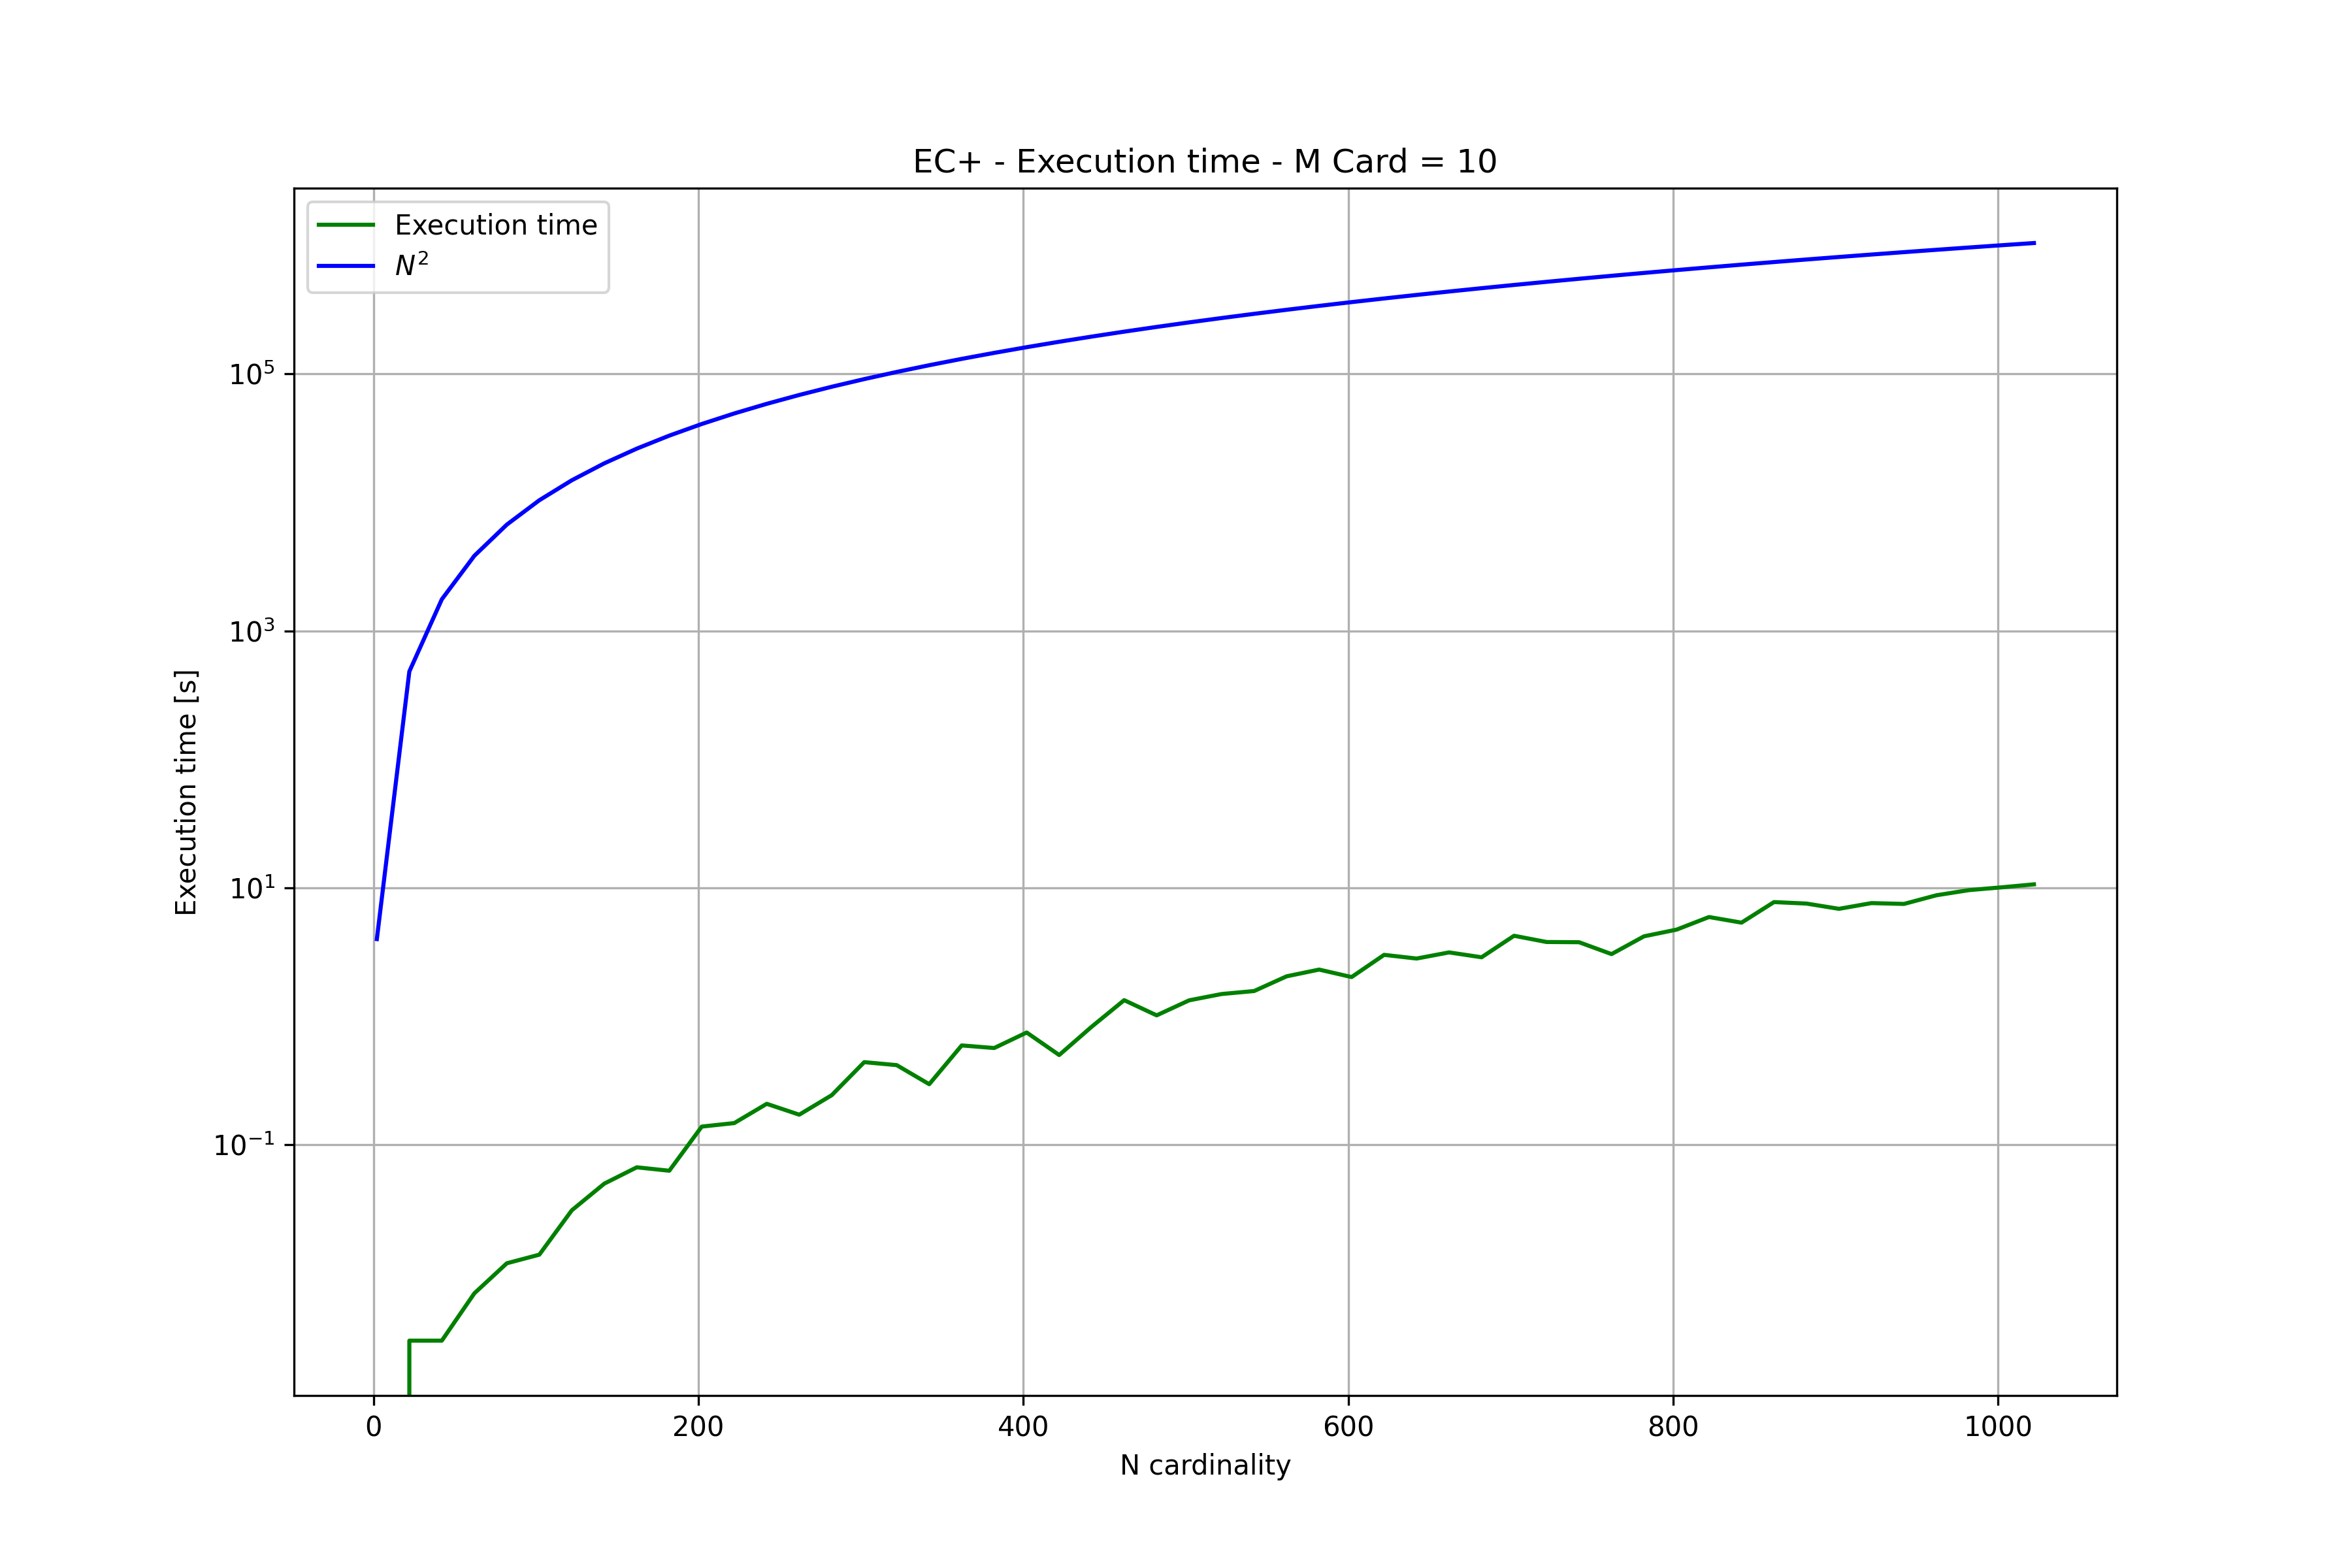 EC+ - Execution time - M Card = 10
Execution time
N²
10⁵
10³
10¹
10⁻¹
Execution time [s]
0 200 400 600 800 1000
N cardinality